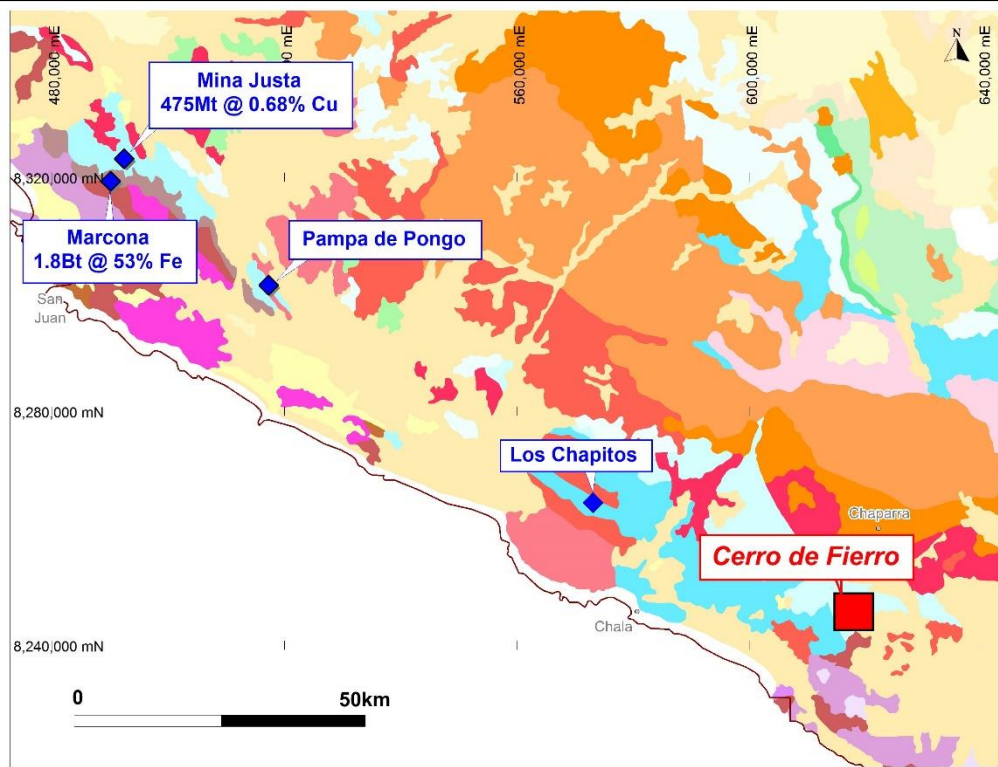 480,000 mE
mE
560,000 mE
600,000 mE
640,000 mE
N
Mina Justa
475Mt @ 0.68% Cu
8,320,000 mN
Marcona
1.8Bt @ 53% Fe
Pampa de Pongo
San
Juan
8,280,000 mN
Los Chapitos
Chaparra
Cerro de Fierro
Chala
8,240,000 mN
0
50km